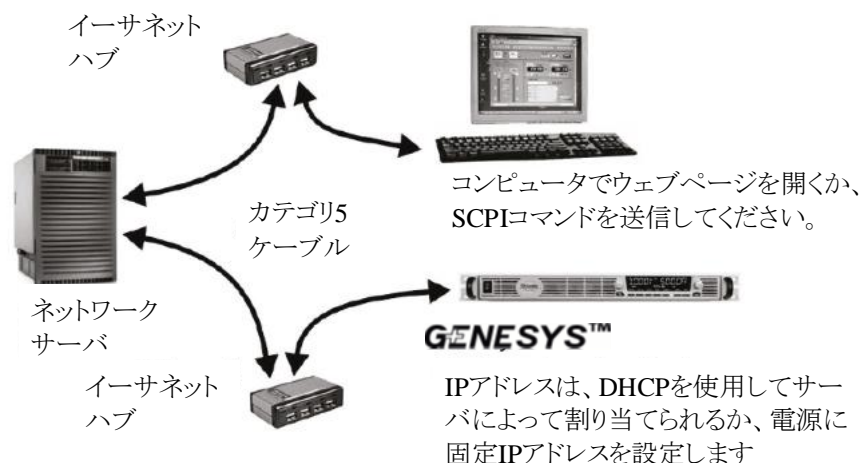 イーサネット
ハブ
コンピュータでウェブページを開くか、
SCPIコマンドを送信してください。
カテゴリ5
ケーブル
ネットワーク
サーバ
GENESYS™
イーサネット
ハブ
IPアドレスは、DHCPを使用してサー
バによって割り当てられるか、電源に
固定IPアドレスを設定します